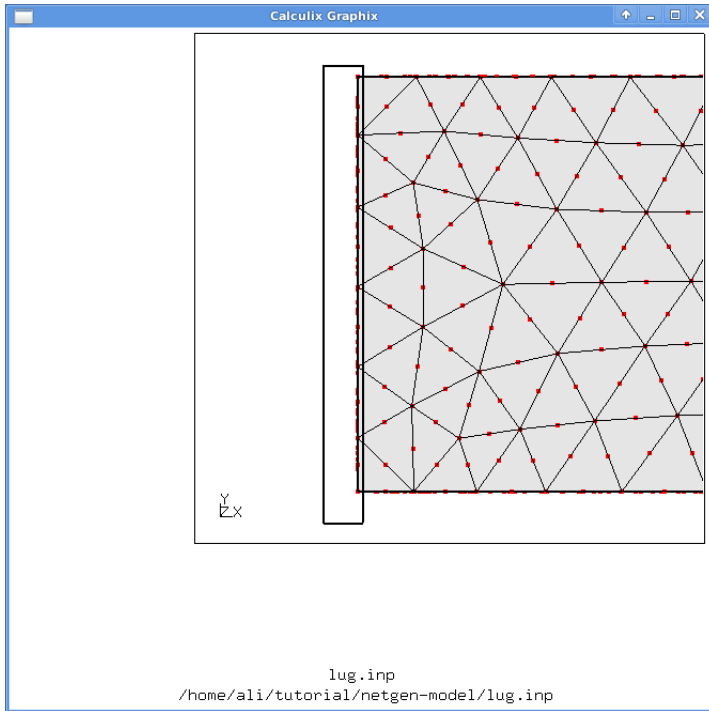 Calculix Graphix
Y
Z X
lug.inp
/home/ali/tutorial/netgen-model/lug.inp